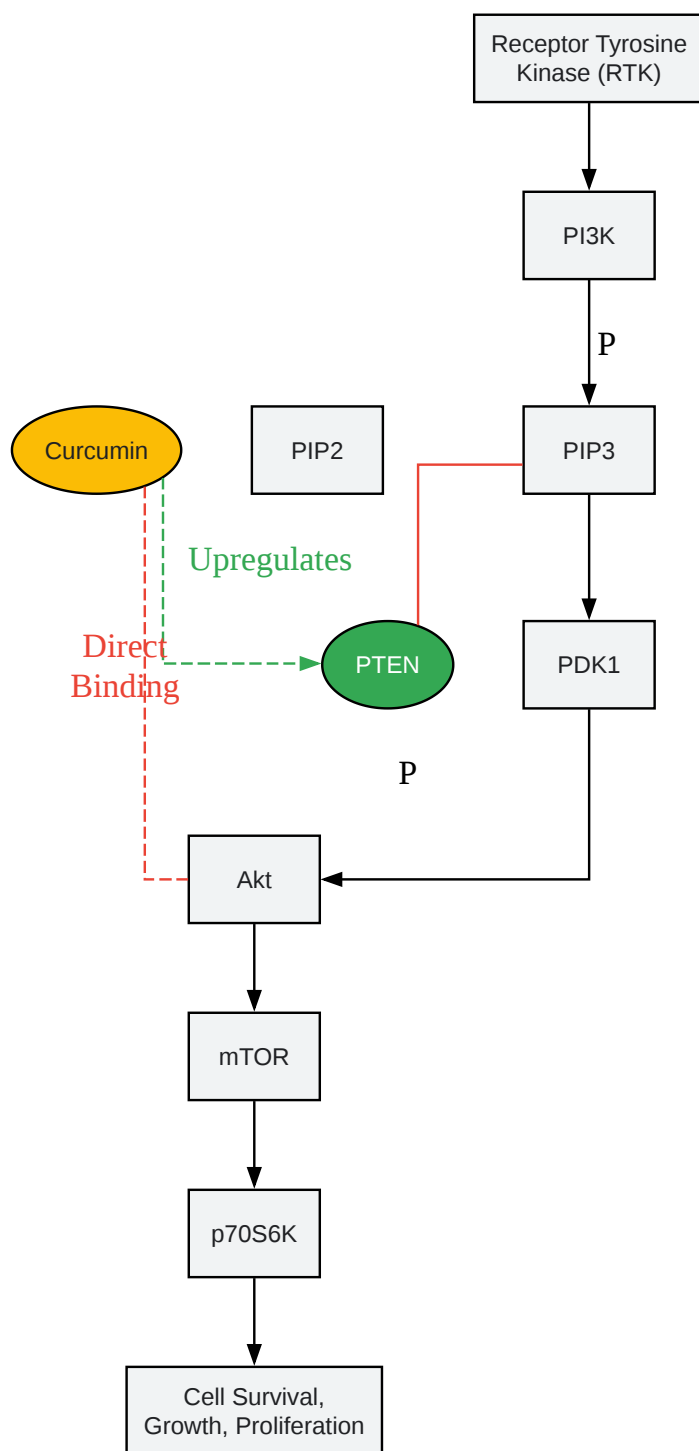 Receptor Tyrosine
Kinase (RTK)
PI3K
P
Curcumin
PIP2
PIP3
Upregulates
Direct
Binding
PTEN
PDK1
P
Akt
mTOR
p70S6K
Cell Survival,
Growth, Proliferation